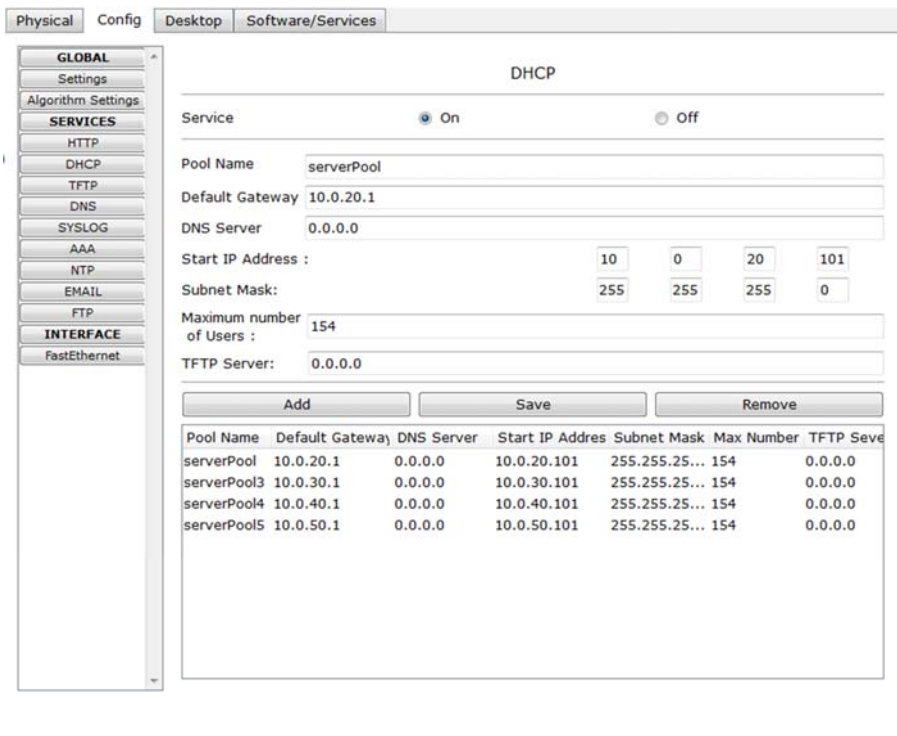 Physical Config Desktop Software/Services
GLOBAL
Settings
Algorithm Settings
SERVICES
HTTP
DHCP
TFTP
DNS
SYSLOG
AAA
NTP
EMAIL
FTP
INTERFACE
FastEthernet
DHCP
Service On Off
Pool Name serverPool
Default Gateway 10.0.20.1
DNS Server 0.0.0.0
Start IP Address : 10 0 20 101
Subnet Mask: 255 255 255 0
Maximum number
of Users : 154
TFTP Server: 0.0.0.0
Add Save Remove
Pool Name Default Gateway DNS Server Start IP Addres Subnet Mask Max Number TFTP Seve
serverPool 10.0.20.1 0.0.0.0 10.0.20.101 255.255.25... 154 0.0.0.0
serverPool3 10.0.30.1 0.0.0.0 10.0.30.101 255.255.25... 154 0.0.0.0
serverPool4 10.0.40.1 0.0.0.0 10.0.40.101 255.255.25... 154 0.0.0.0
serverPool5 10.0.50.1 0.0.0.0 10.0.50.101 255.255.25... 154 0.0.0.0